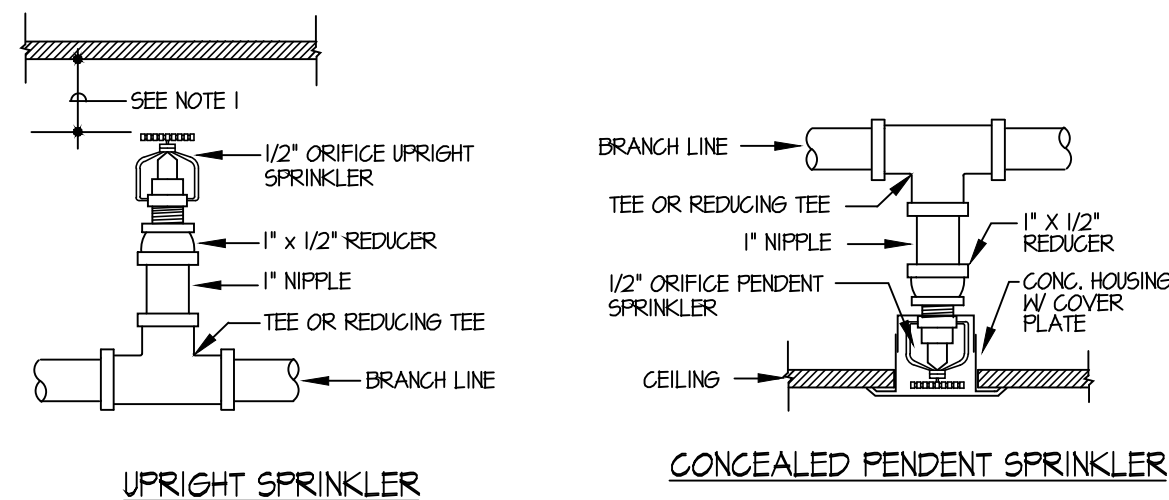 SEE NOTE 1
1/2" ORIFICE UPRIGHT
SPRINKLER
1" x 1/2" REDUCER
1" NIPPLE
TEE OR REDUCING TEE
BRANCH LINE
UPRIGHT SPRINKLER
BRANCH LINE
TEE OR REDUCING TEE
1" NIPPLE
1" X 1/2"
REDUCER
1/2" ORIFICE PENDENT
SPRINKLER
CONC. HOUSING
W/ COVER
PLATE
CEILING
CONCEALED PENDENT SPRINKLER